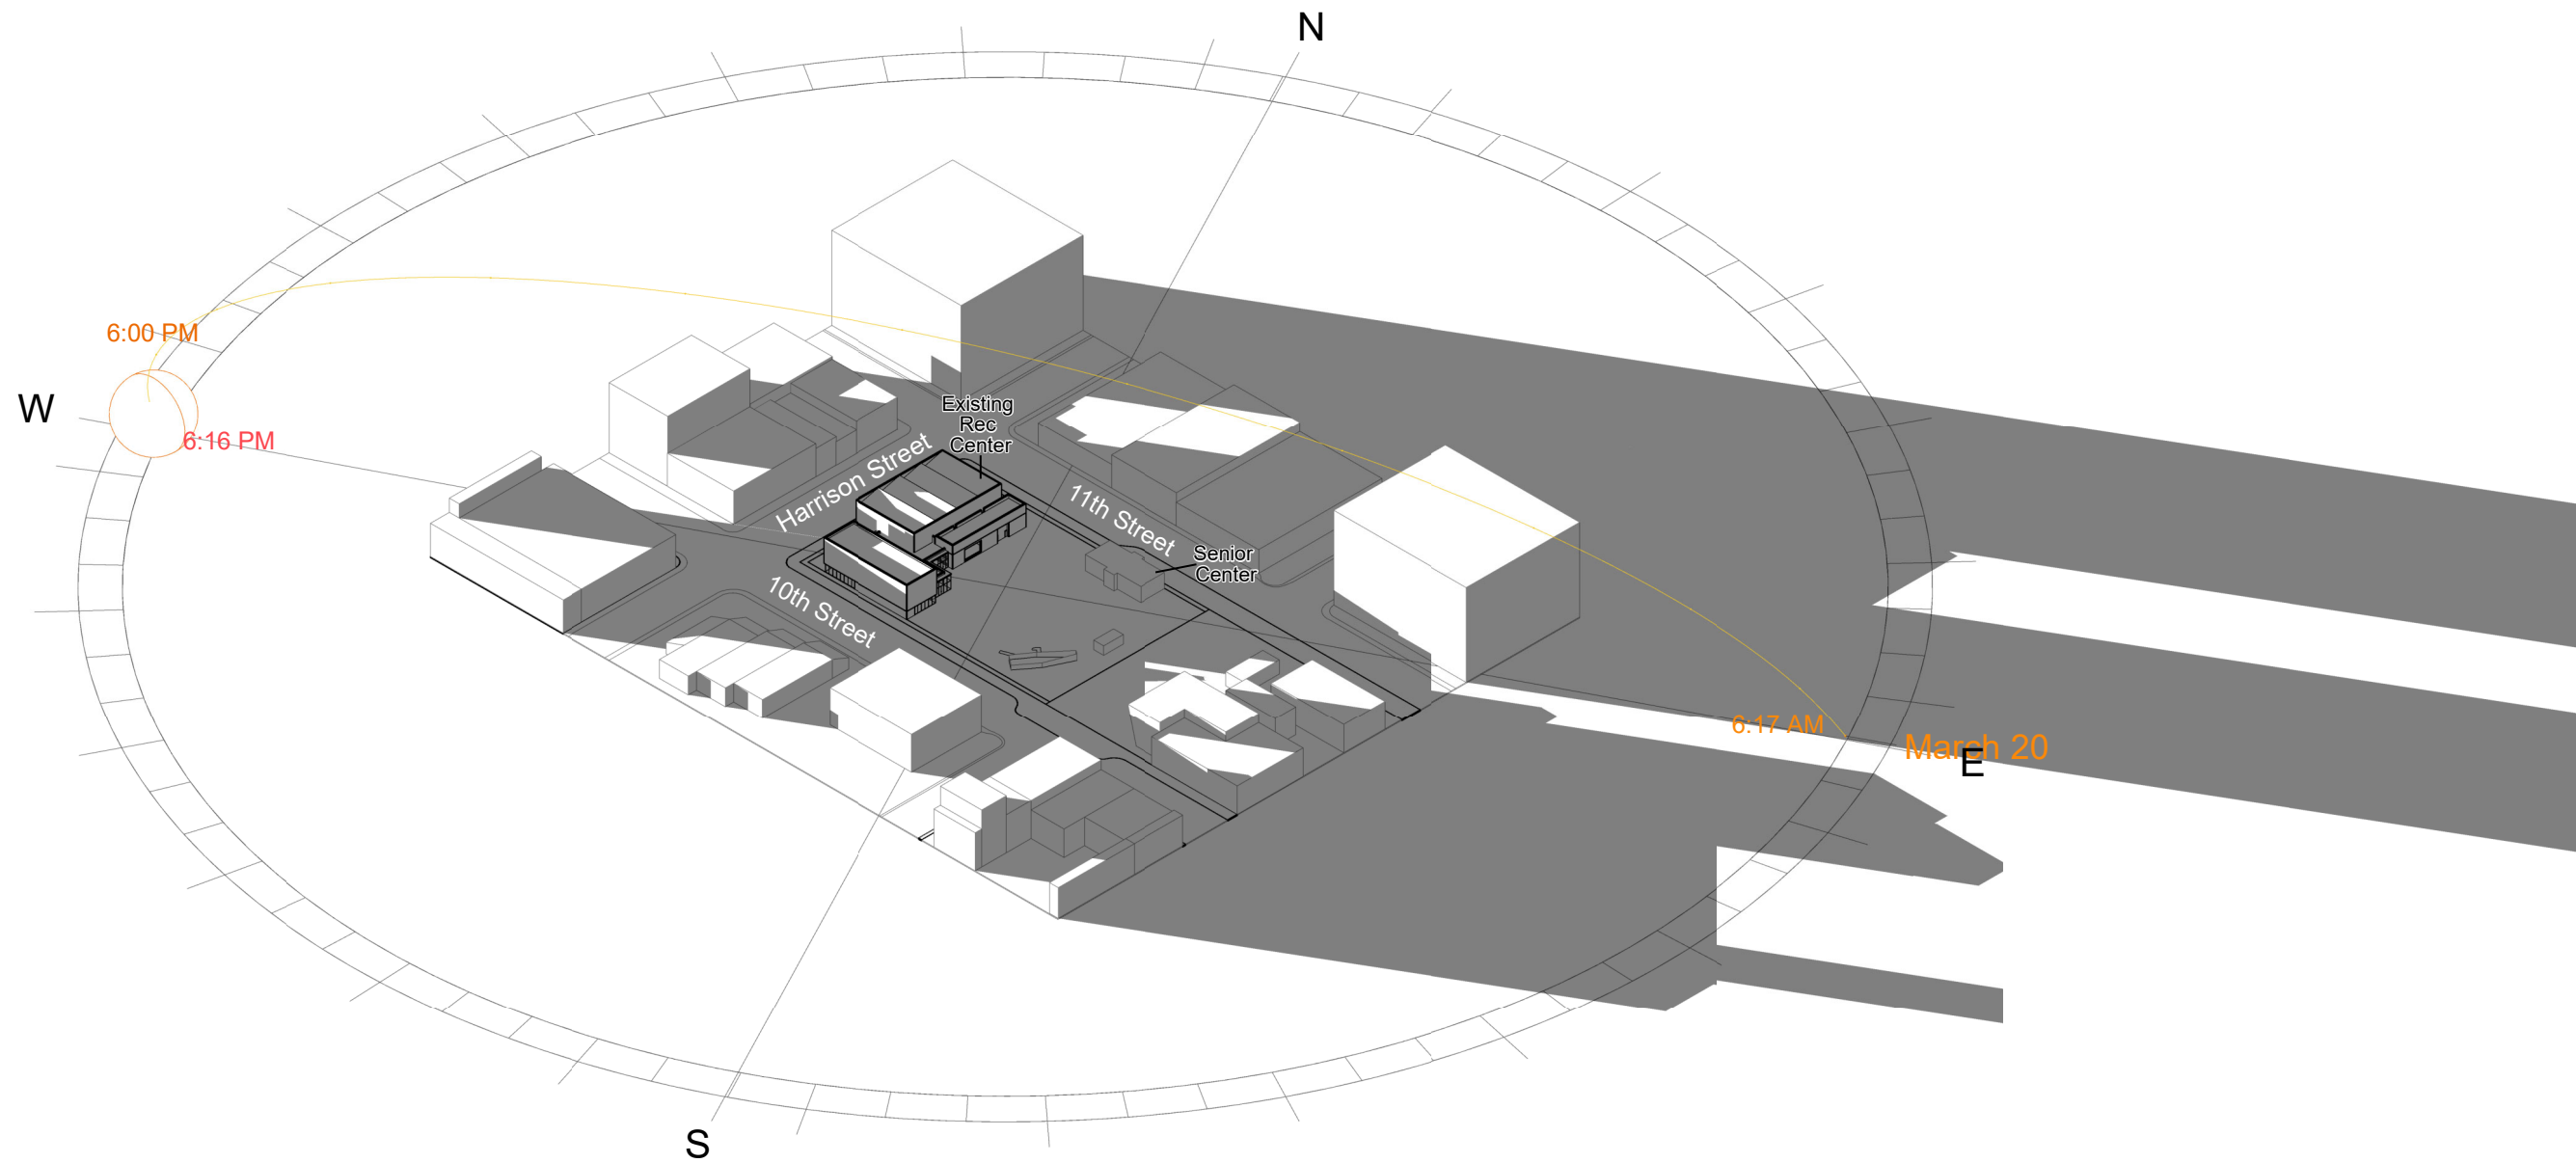 N
6:00 PM
W
6:16 PM
Existing
Rec
Center
Harrison Street
11th Street
Senior
Center
10th Street
6:17 AM
March 20
E
S